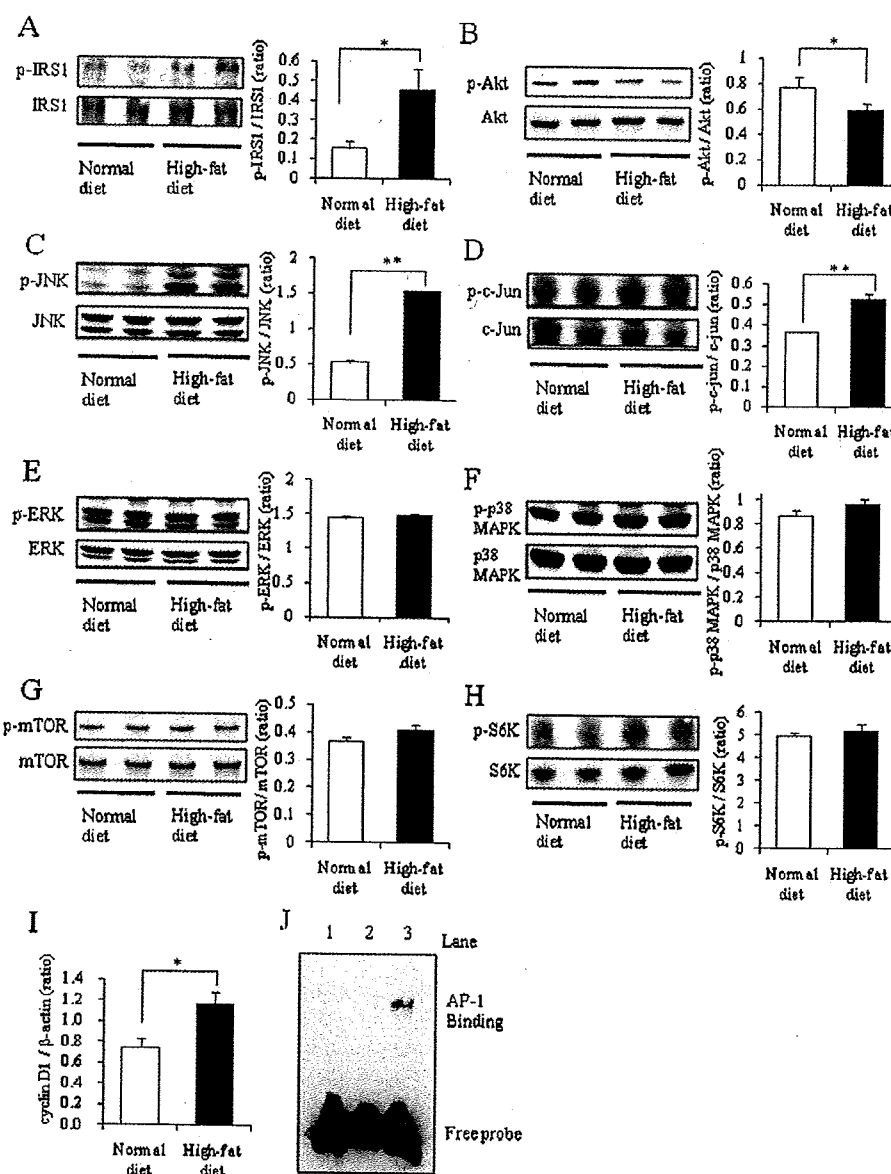 A
p-IRS1
IRS1
Normal diet
High-fat diet
p-IRS1 / IRS1 (ratio)
0.6
0.5
0.4
0.3
0.2
0.1
0
*
Normal diet
High-fat diet
B
p-Akt
Akt
Normal diet
High-fat diet
p-Akt / Akt (ratio)
1
0.8
0.6
0.4
0.2
0
*
Normal diet
High-fat diet
C
p-JNK
JNK
Normal diet
High-fat diet
p-JNK / JNK (ratio)
2
1.5
1
0.5
0
**
Normal diet
High-fat diet
D
p-c-Jun
c-Jun
Normal diet
High-fat diet
p-c-jun / c-jun (ratio)
0.6
0.5
0.4
0.3
0.2
0.1
0
**
Normal diet
High-fat diet
E
p-ERK
ERK
Normal diet
High-fat diet
p-ERK / ERK (ratio)
2
1.5
1
0.5
0
Normal diet
High-fat diet
F
p-p38 MAPK
p38 MAPK
Normal diet
High-fat diet
p-p38 MAPK / p38 MAPK (ratio)
1
0.8
0.6
0.4
0.2
0
Normal diet
High-fat diet
G
p-mTOR
mTOR
Normal diet
High-fat diet
p-mTOR / mTOR (ratio)
0.5
0.4
0.3
0.2
0.1
0
Normal diet
High-fat diet
H
p-S6K
S6K
Normal diet
High-fat diet
p-S6K / S6K (ratio)
6
5
4
3
2
1
0
Normal diet
High-fat diet
I
cyclin D1 / β-actin (ratio)
1.4
1.2
1.0
0.8
0.6
0.4
0.2
0.0
*
Normal diet
High-fat diet
J
1 2 3 Lane
AP-1 Binding
Free probe